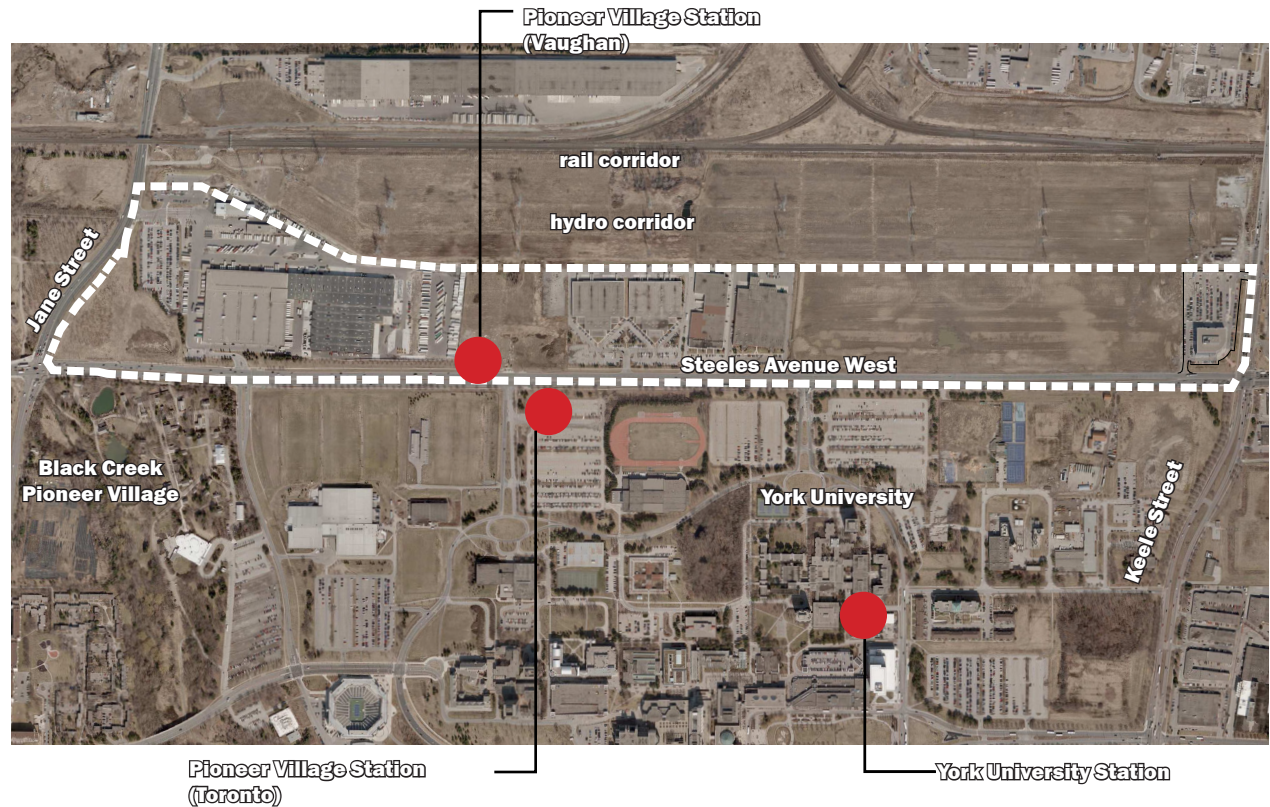 Pioneer Village Station
(Vaughan)
rail corridor
hydro corridor
Jane Street
Steeles Avenue West
Black Creek
Pioneer Village
York University
Keele Street
Pioneer Village Station
(Toronto)
York University Station